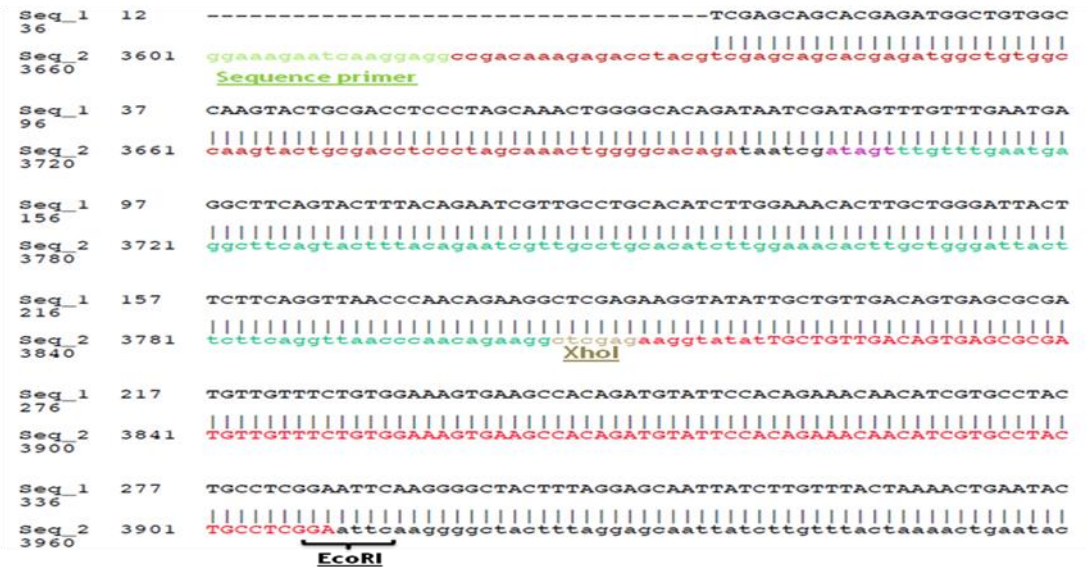 Seq_1 12 -----------------------------------TCGAGCAGCACGAGATGGCTGTGGC
36
Seq_2 3601 ggaaagaatcaaggaggccgacaaagagacctacgtcgagcagcacgagatggctgtggc
3660
Sequence primer
Seq_1 37 CAAGTACTGCGACCTCCCTAGCAAACTGGGGCACAGATAATCGATAGTTTGTTTGAATGA
96
Seq_2 3661 caagtactgcgacctccctagcaaactggggcacagataatcgatagtttgtttgaatga
3720
Seq_1 97 GGCTTCAGTACTTTACAGAATCGTTGCCTGCACATCTTGGAAACACTTGCTGGGATTACT
156
Seq_2 3721 ggcttcagtactttacagaatcgttgcctgcacatcttggaaacacttgctgggattact
3780
Seq_1 157 TCTTCAGGTTAACCCAACAGAAGGCTCGAGAAGGTATATTGCTGTTGACAGTGAGCGCGA
216
Seq_2 3781 tcttcaggttaacccaacagaaggctcgagaaggtatatTGCTGTTGACAGTGAGCGCGA
3840
XhoI
Seq_1 217 TGTTGTTTCTGTGGAAAGTGAAGCCACAGATGTATTCCACAGAAACAACATCGTGCCTAC
276
Seq_2 3841 TGTTGTTTCTGTGGAAAGTGAAGCCACAGATGTATTCCACAGAAACAACATCGTGCCTAC
3900
Seq_1 277 TGCCTCGGAATTCAAGGGGCTACTTTAGGAGCAATTATCTTGTTTACTAAAACTGAATAC
336
Seq_2 3901 TGCCTCGGAattcaaggggctactttaggagcaattatcttgtttactaaaactgaatac
3960
EcoRI